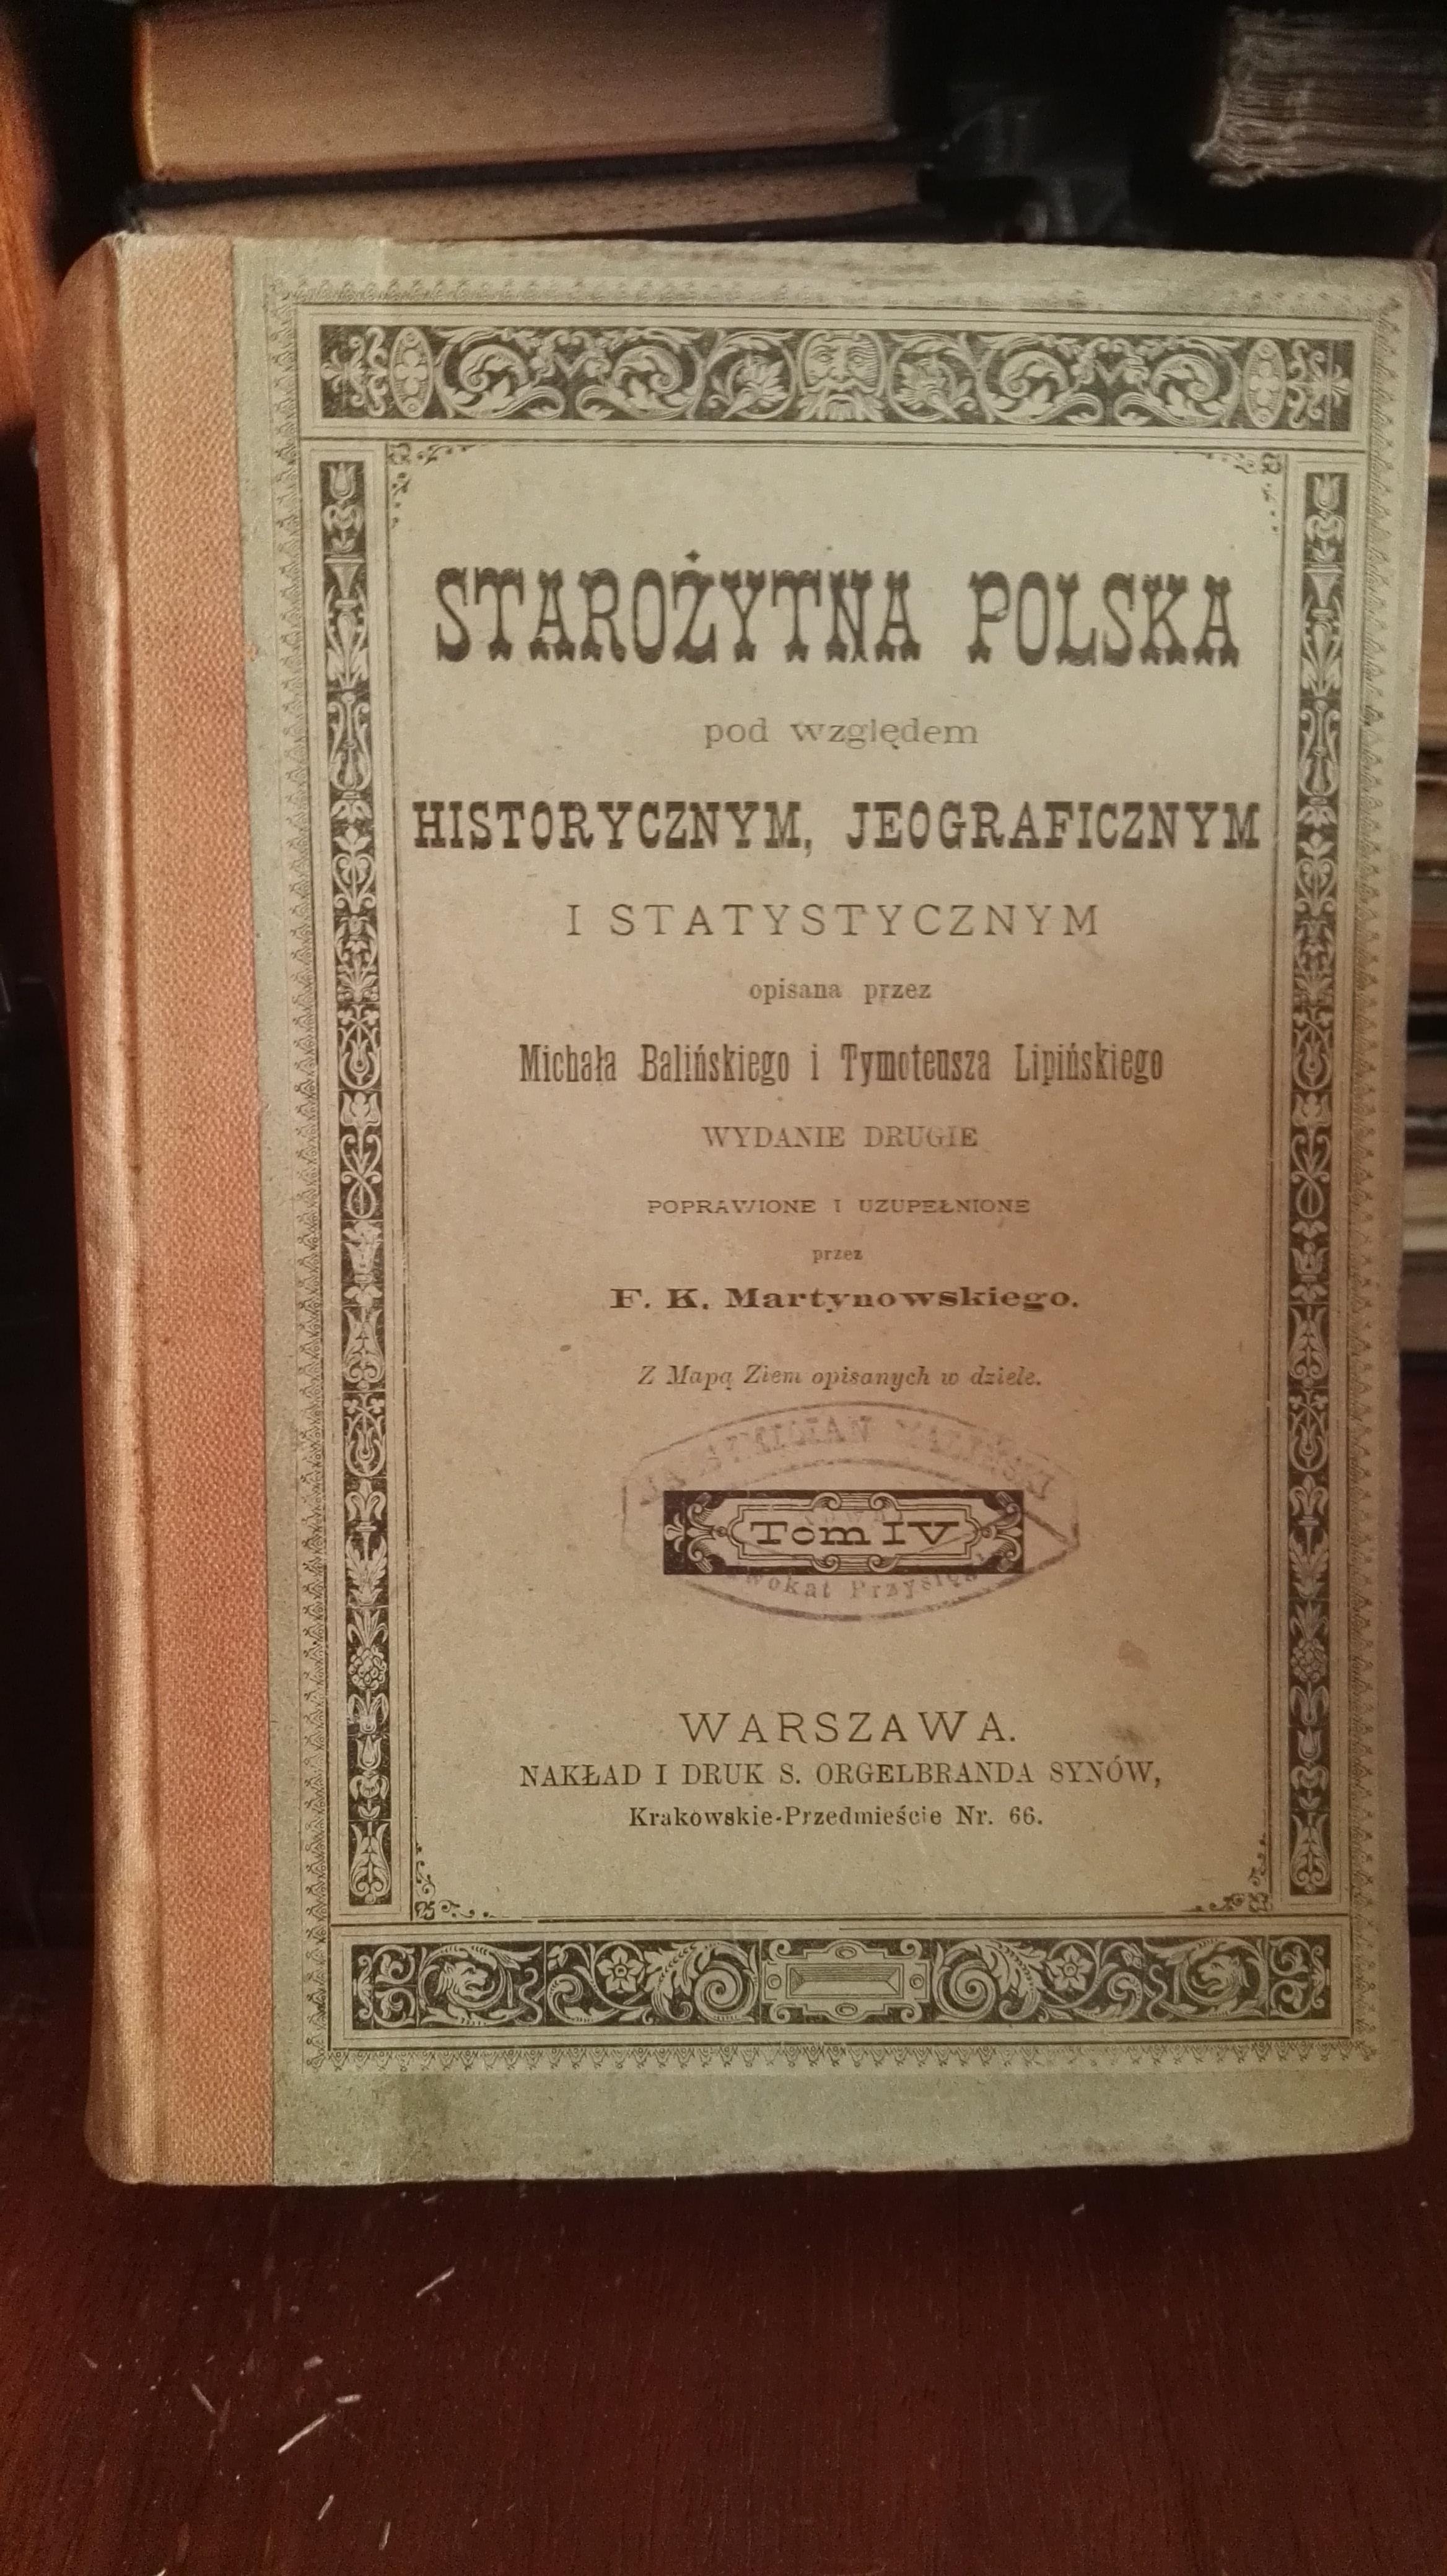 STAROŻYTNA POLSKA
pod względem
HISTORYCZNYM, JEOGRAFICZNYM
I STATYSTYCZNYM
opisana przez
Michała Balińskiego i Tymoteusza Lipińskiego
WYDANIE DRUGIE
POPRAWIONE I UZUPEŁNIONE
przez
F. K. Martynowskiego.
Z Mapą Ziem opisanych w dziele.
Tom IV
WARSZAWA.
NAKŁAD I DRUK S. ORGELBRANDA SYNÓW,
Krakowskie-Przedmieście Nr. 66.